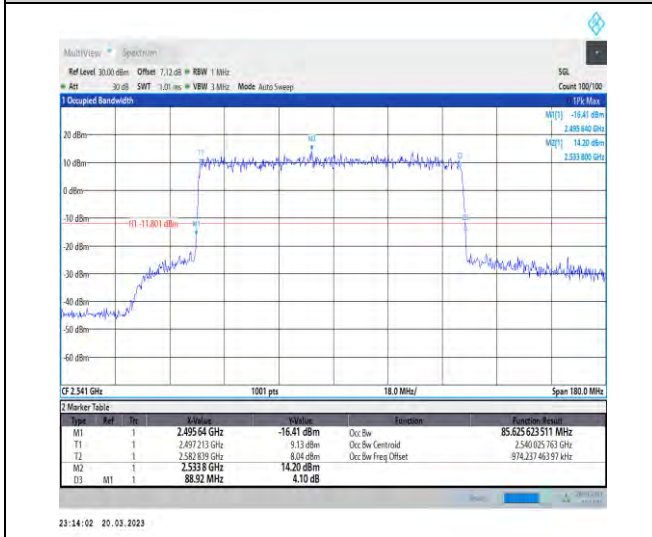 MultiView Spectrum
Ref Level 30.00 dBm Offset 7.12 dB RBW 1 MHz SGL
Att 30 dB SWT 1.01 ms VBW 3 MHz Mode Auto Sweep Count 100/100
1 Occupied Bandwidth 1Pk Max
M1[1] -16.41 dBm
2.495 640 GHz
M2[1] 14.20 dBm
2.533 800 GHz
20 dBm
M2
T1
10 dBm
0 dBm
-10 dBm
H1 -11.801 dBm M1
-20 dBm
-30 dBm
-40 dBm
-50 dBm
-60 dBm
CF 2.541 GHz 1001 pts 18.0 MHz/ Span 180.0 MHz
2 Marker Table
Type Ref Trc X-Value Y-Value Function Function Result
M1 1 2.495 64 GHz -16.41 dBm Occ Bw 85.625 623 511 MHz
T1 1 2.497 213 GHz 9.13 dBm Occ Bw Centroid 2.540 025 763 GHz
T2 1 2.582 839 GHz 8.04 dBm Occ Bw Freq Offset -974.237 463 97 kHz
M2 1 2.533 8 GHz 14.20 dBm
D3 M1 1 88.92 MHz 4.10 dB
23:14:02 20.03.2023